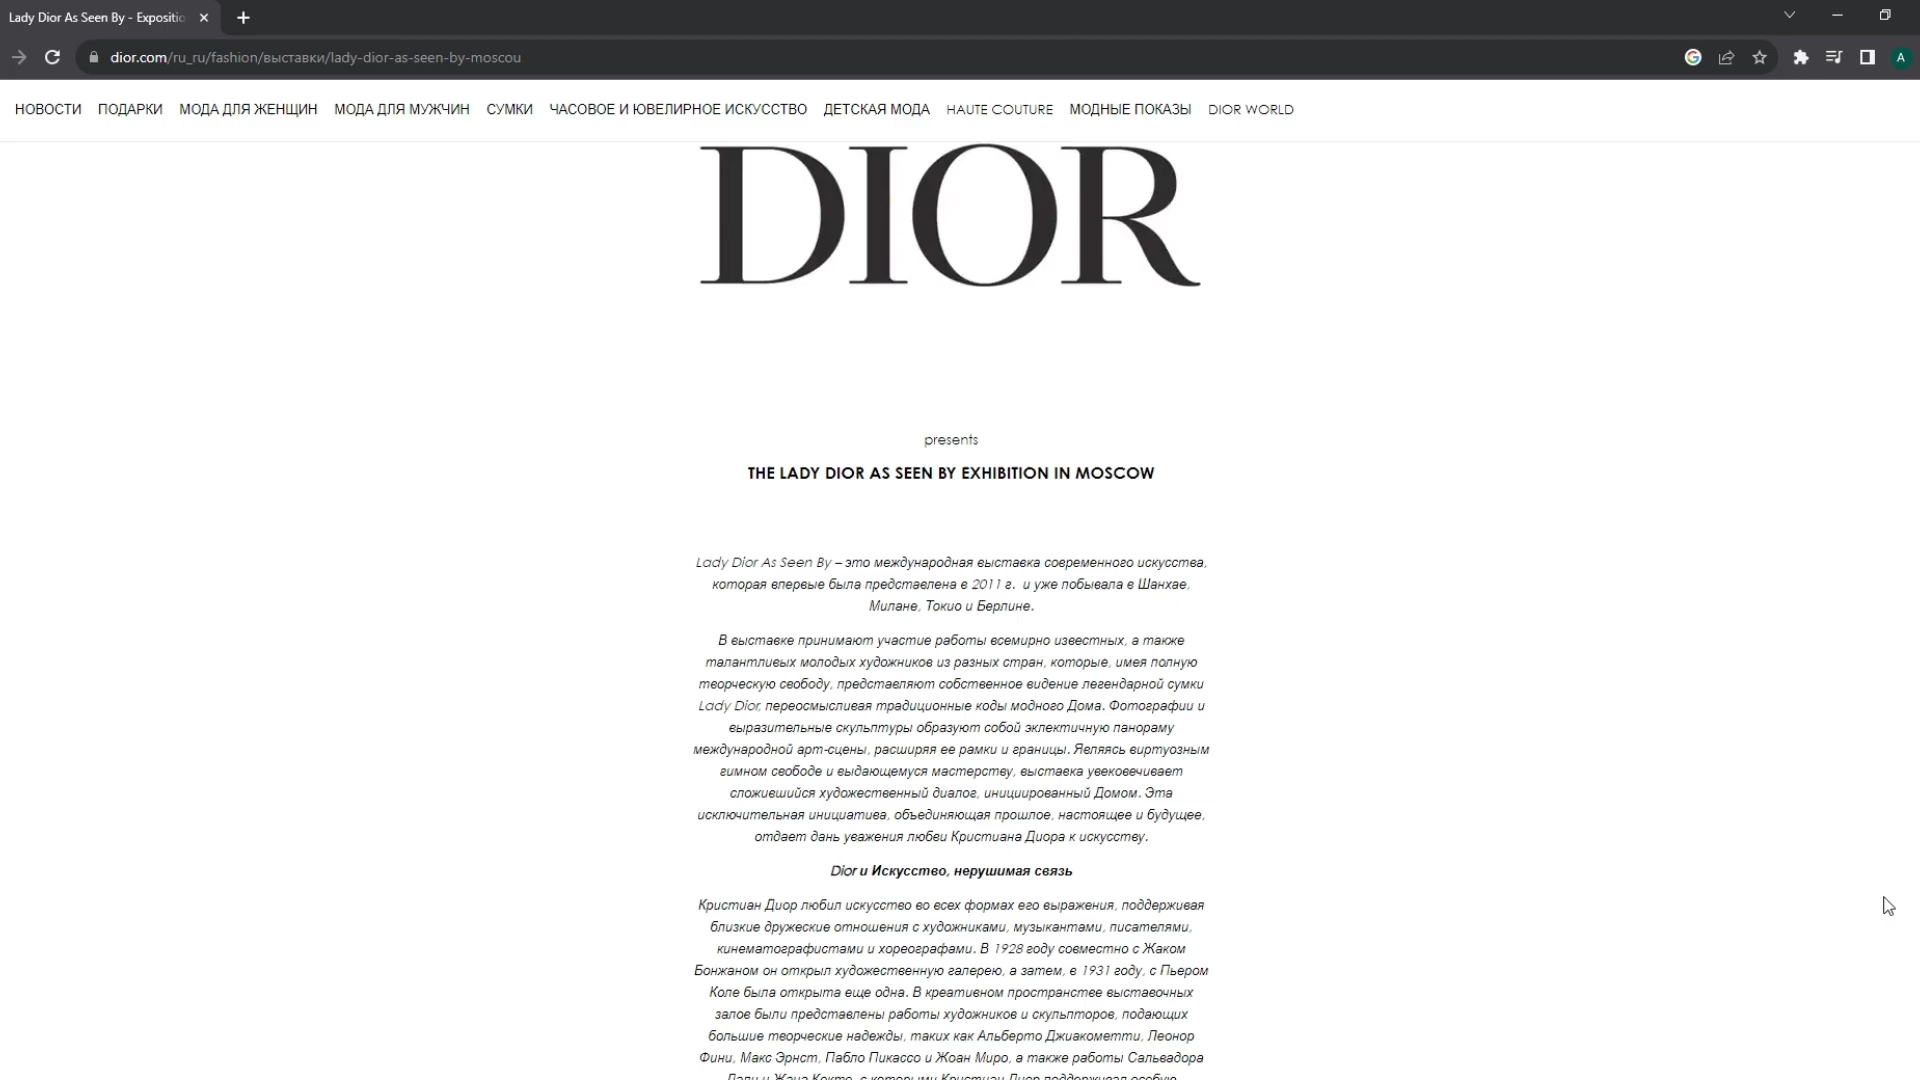 Lady Dior As Seen By - Expositio
dior.com/ru_ru/fashion/выставки/lady-dior-as-seen-by-moscou
A
НОВОСТИ ПОДАРКИ МОДА ДЛЯ ЖЕНЩИН МОДА ДЛЯ МУЖЧИН СУМКИ ЧАСОВОЕ И ЮВЕЛИРНОЕ ИСКУССТВО ДЕТСКАЯ МОДА HAUTE COUTURE МОДНЫЕ ПОКАЗЫ DIOR WORLD
DIOR
presents
THE LADY DIOR AS SEEN BY EXHIBITION IN MOSCOW
Lady Dior As Seen By – это международная выставка современного искусства,
которая впервые была представлена в 2011 г. и уже побывала в Шанхае,
Милане, Токио и Берлине.
В выставке принимают участие работы всемирно известных, а также
талантливых молодых художников из разных стран, которые, имея полную
творческую свободу, представляют собственное видение легендарной сумки
Lady Dior, переосмысливая традиционные коды модного Дома. Фотографии и
выразительные скульптуры образуют собой эклектичную панораму
международной арт-сцены, расширяя ее рамки и границы. Являясь виртуозным
гимном свободе и выдающемуся мастерству, выставка увековечивает
сложившийся художественный диалог, инициированный Домом. Эта
исключительная инициатива, объединяющая прошлое, настоящее и будущее,
отдает дань уважения любви Кристиана Диора к искусству.
Dior и Искусство, нерушимая связь
Кристиан Диор любил искусство во всех формах его выражения, поддерживая
близкие дружеские отношения с художниками, музыкантами, писателями,
кинематографистами и хореографами. В 1928 году совместно с Жаком
Бонжаном он открыл художественную галерею, а затем, в 1931 году, с Пьером
Коле была открыта еще одна. В креативном пространстве выставочных
залов были представлены работы художников и скульпторов, подающих
большие творческие надежды, таких как Альберто Джиакометти, Леонор
Фини, Макс Эрнст, Пабло Пикассо и Жоан Миро, а также работы Сальвадора
Дали и Жана Кокто, с которыми Кристиан Диор поддерживал особую